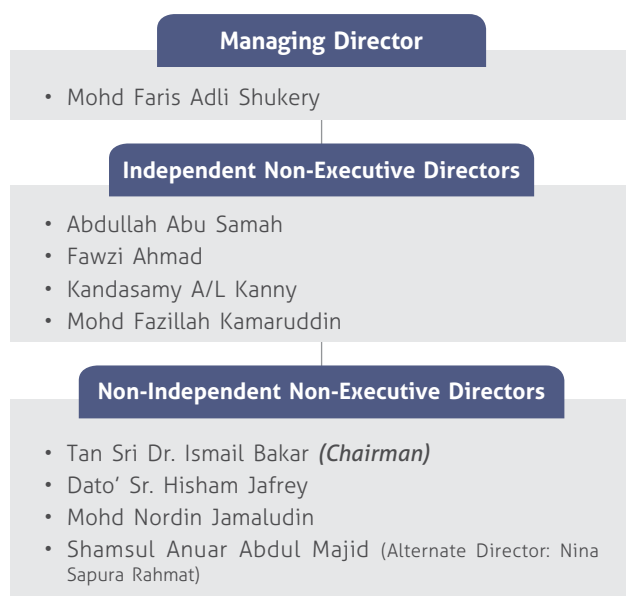 Managing Director
• Mohd Faris Adli Shukery
Independent Non-Executive Directors
• Abdullah Abu Samah
• Fawzi Ahmad
• Kandasamy A/L Kanny
• Mohd Fazillah Kamaruddin
Non-Independent Non-Executive Directors
• Tan Sri Dr. Ismail Bakar (Chairman)
• Dato’ Sr. Hisham Jafrey
• Mohd Nordin Jamaludin
• Shamsul Anuar Abdul Majid (Alternate Director: Nina
Sapura Rahmat)